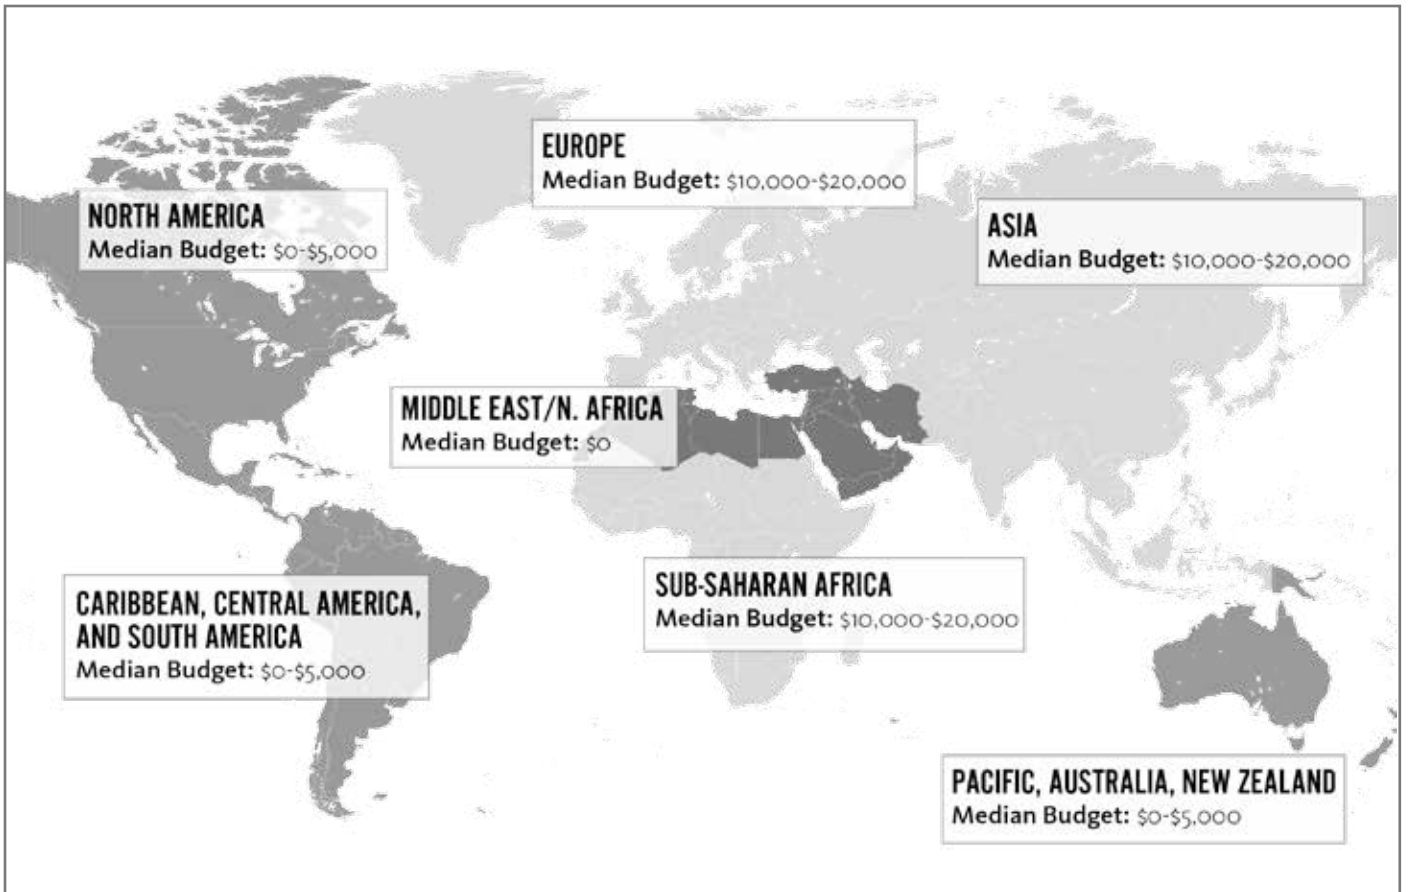 EUROPE
Median Budget: $10,000-$20,000
NORTH AMERICA
Median Budget: $0-$5,000
ASIA
Median Budget: $10,000-$20,000
MIDDLE EAST/N. AFRICA
Median Budget: $0
SUB-SAHARAN AFRICA
Median Budget: $10,000-$20,000
CARIBBEAN, CENTRAL AMERICA,
AND SOUTH AMERICA
Median Budget: $0-$5,000
PACIFIC, AUSTRALIA, NEW ZEALAND
Median Budget: $0-$5,000